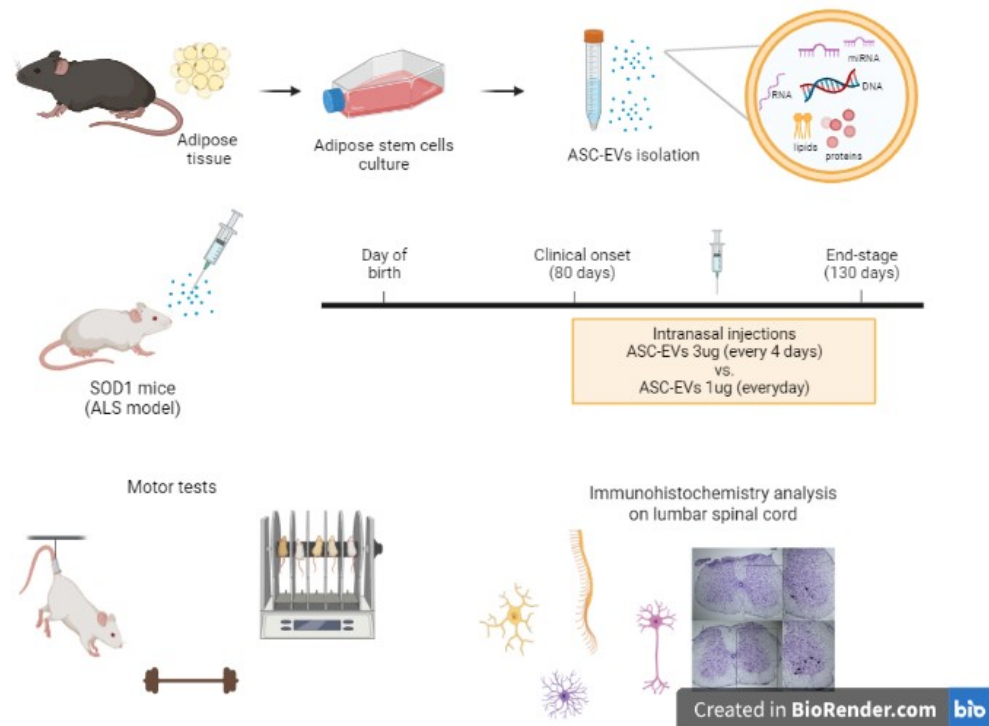 Adipose
tissue
Adipose stem cells
culture
ASC-EVs isolation
miRNA
RNA
DNA
lipids
proteins
SOD1 mice
(ALS model)
Day of
birth
Clinical onset
(80 days)
End-stage
(130 days)
Intranasal injections
ASC-EVs 3ug (every 4 days)
vs.
ASC-EVs 1ug (everyday)
Motor tests
Immunohistochemistry analysis
on lumbar spinal cord
Created in BioRender.com bio